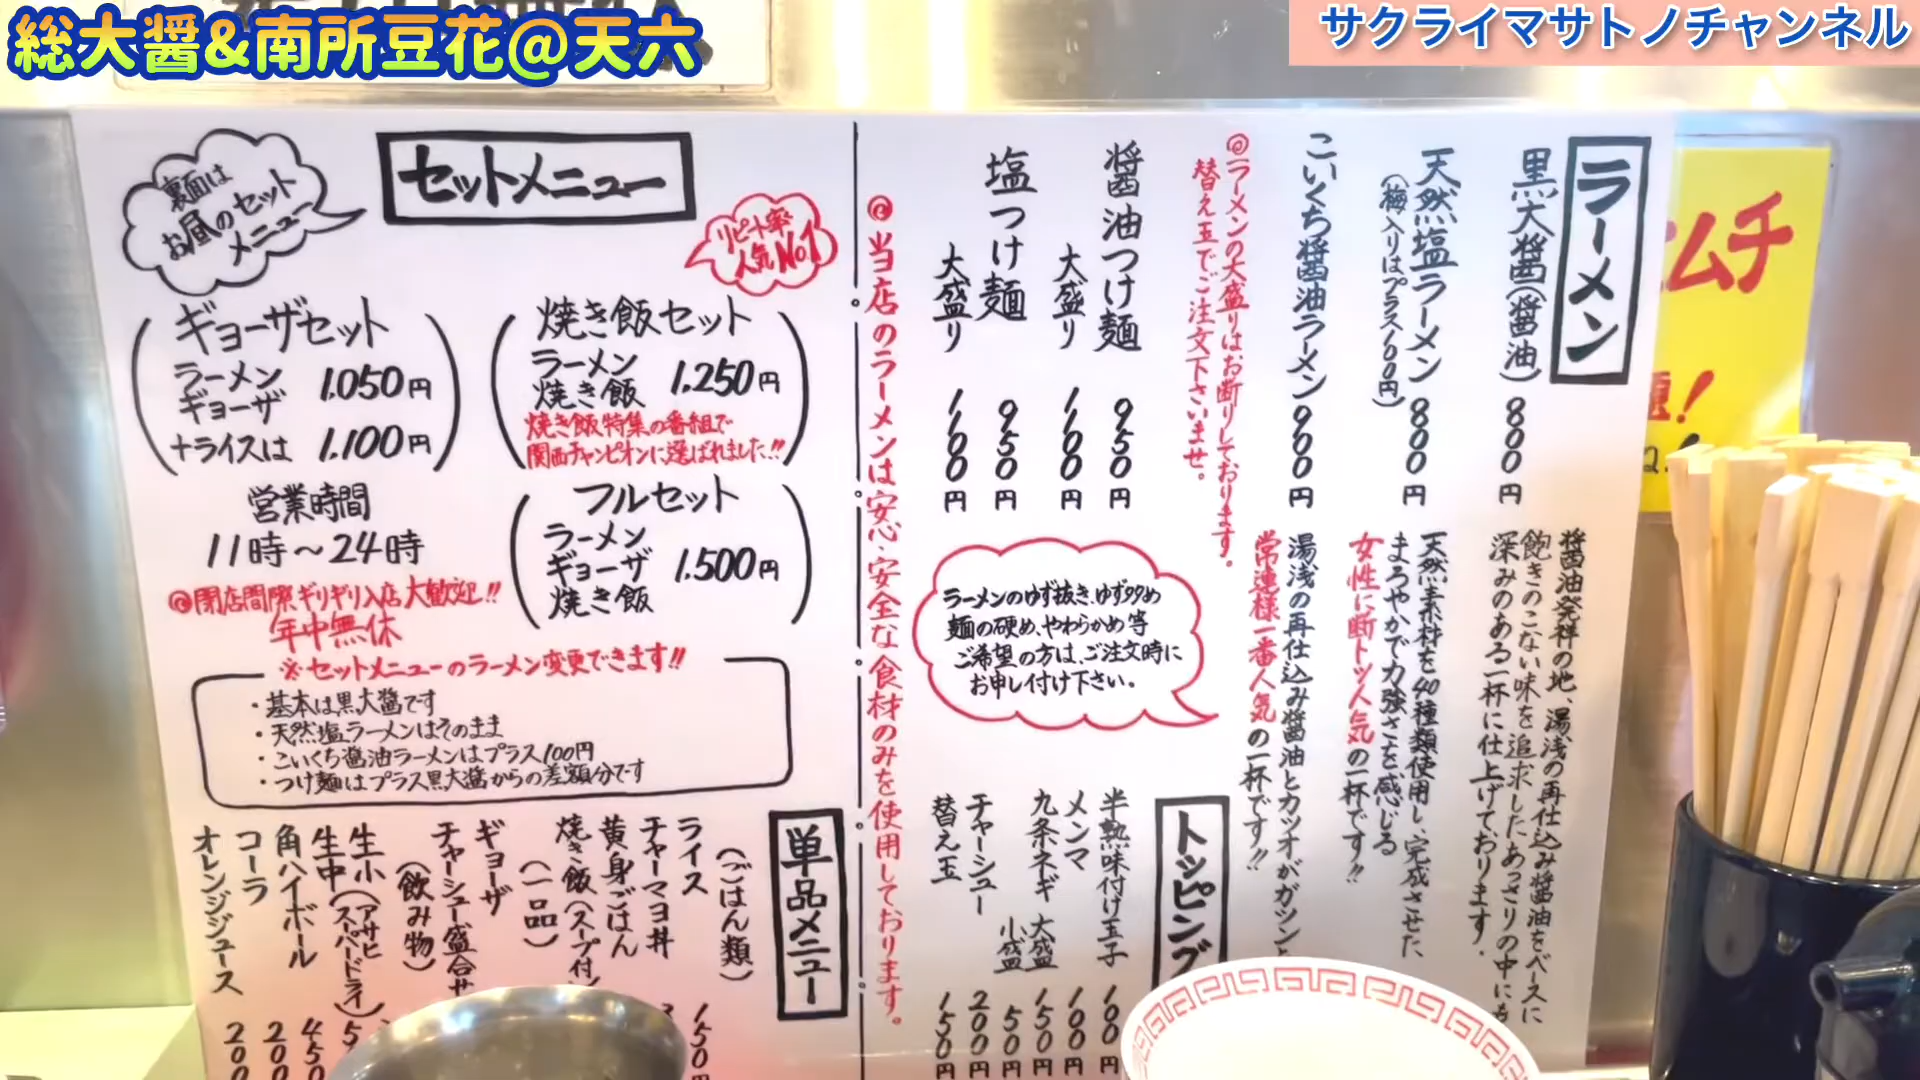 総大醤&南所豆花@天六
サクライマサトノチャンネル
ラーメン
黒大醤(醤油) 800円
醤油発祥の地、湯浅の再仕込み醤油をベースに
飽きのこない味を追求したあっさりの中にも
深みのある一杯に仕上げております。
天然塩ラーメン 800円
(梅入りはプラス100円)
天然素材を40種類使用し、完成させた
まろやかで力強さを感じる
女性に断トツ人気の一杯です!!
こいくち醤油ラーメン 900円
湯浅の再仕込み醤油とカツオがガツンと
常連様一番人気の一杯です!!
◎ラーメンの大盛りはお断りしております。
替え玉でご注文下さいませ。
醤油つけ麺 950円
大盛り 1100円
塩つけ麺 950円
大盛り 1100円
ラーメンのゆず抜き、ゆず多め
麺の硬め、やわらかめ等
ご希望の方は、ご注文時に
お申し付け下さい。
トッピング
半熟味付け玉子 100円
メンマ 100円
九条ネギ 大盛 150円
小盛 50円
チャーシュー 200円
替え玉 150円
◎当店のラーメンは安心、安全な食材のみを使用しております。
セットメニュー
裏面は
お昼のセット
メニュー
リピート率
人気No.1
焼き飯セット
ラーメン
焼き飯
1.250円
焼き飯特集の番組で
関西チャンピオンに選ばれました!!
ギョーザセット
ラーメン
ギョーザ
1.050円
+ライスは 1.100円
フルセット
ラーメン
ギョーザ
焼き飯
1.500円
営業時間
11時〜24時
◎閉店間際ギリギリ入店大歓迎!!
年中無休
※セットメニューのラーメン変更できます!!
・基本は黒大醤です
・天然塩ラーメンはそのまま
・こいくち醤油ラーメンはプラス100円
・つけ麺はプラス黒大醤からの差額分です
単品メニュー
(ごはん類)
ライス 150円
チャーマヨ丼
黄身ごはん
焼き飯(スープ付)
(一品)
ギョーザ
チャーシュー盛合せ
(飲み物)
生小(アサヒ
生中 スーパードライ)
角ハイボール
コーラ
オレンジジュース
ムチ